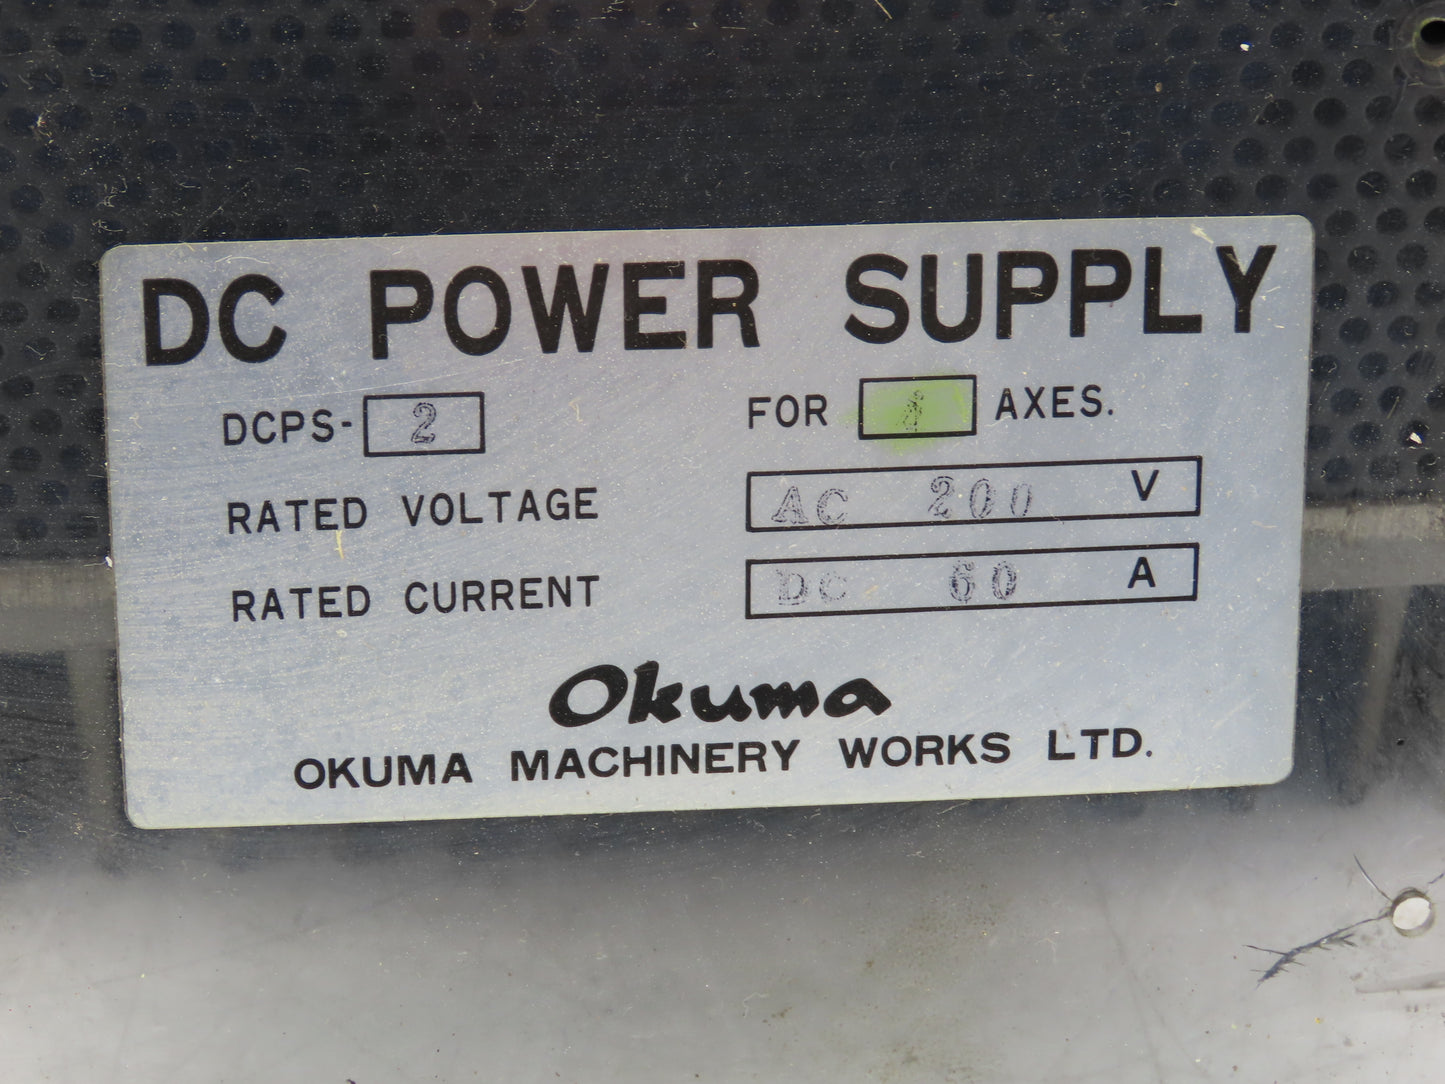 DC POWER SUPPLY
DCPS-2 FOR AXES.
RATED VOLTAGE AC 200 V
RATED CURRENT DC 60 A
Okuma
OKUMA MACHINERY WORKS LTD.